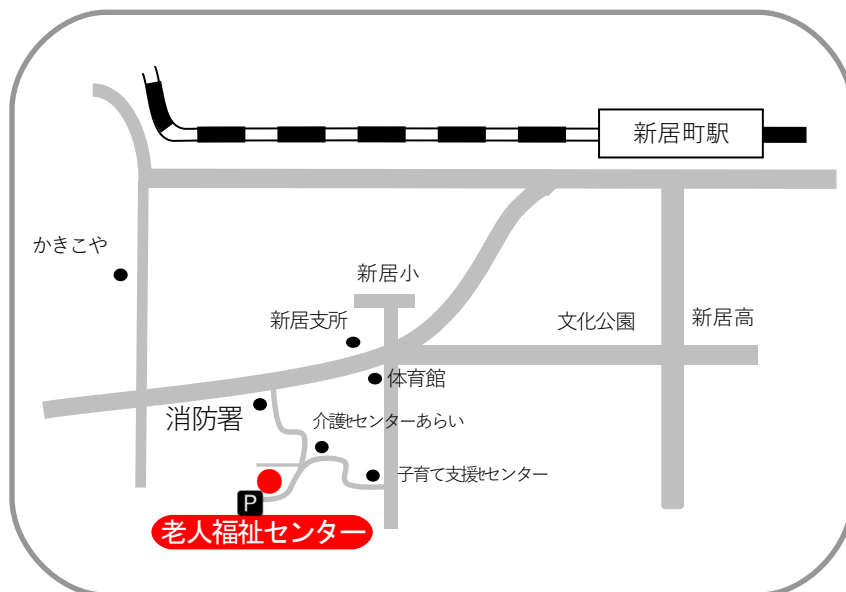 新居町駅
かきこや
新居小
新居支所
文化公園
新居高
体育館
消防署
介護センターあらい
子育て支援センター
P
老人福祉センター